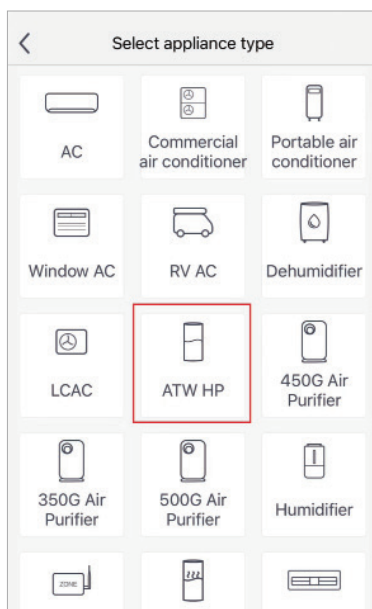 Select appliance type
AC
Commercial
air conditioner
Portable air
conditioner
Window AC
RV AC
Dehumidifier
LCAC
ATW HP
450G Air
Purifier
350G Air
Purifier
500G Air
Purifier
Humidifier
ZONE